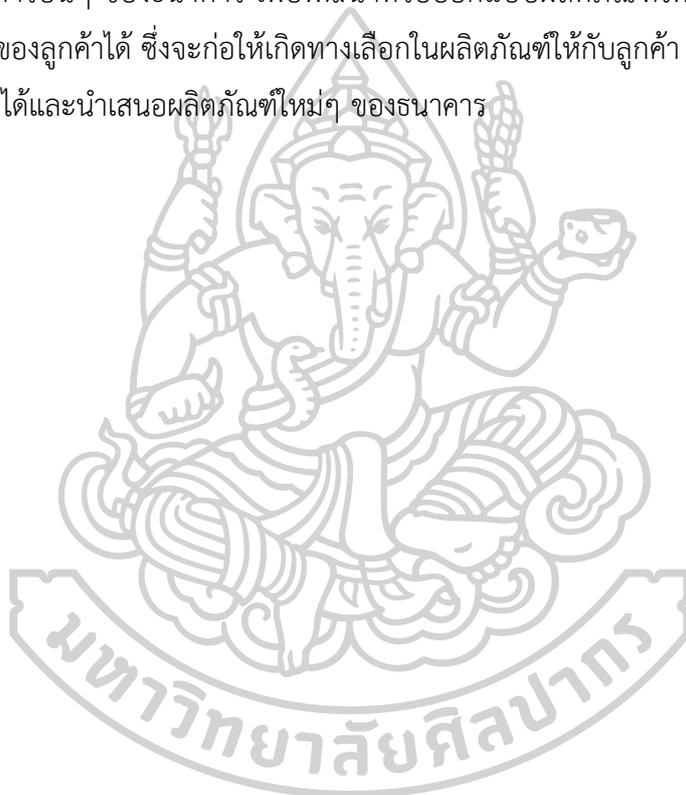 ของลูกค้าได้ ซึ่งจะก่อให้เกิดทางเลือกในผลิตภัณฑ์ให้กับลูกค้า
ได้และนำเสนอผลิตภัณฑ์ใหม่ๆ ของธนาคาร
มหาวิทยาลัยศิลปากร